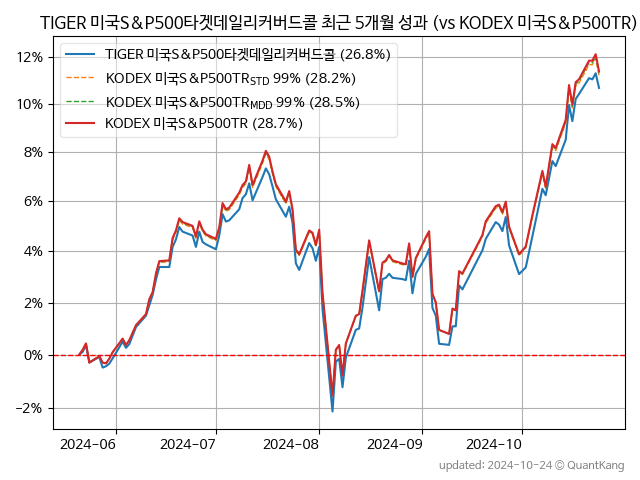 TIGER 미국S&P500타겟데일리커버드콜 최근 5개월 성과 (vs KODEX 미국S&P500TR)
TIGER 미국S&P500타겟데일리커버드콜 (26.8%)
KODEX 미국S&P500TR_STD 99% (28.2%)
KODEX 미국S&P500TR_MDD 99% (28.5%)
KODEX 미국S&P500TR (28.7%)
12%
10%
8%
6%
4%
2%
0%
−2%
2024-06 2024-07 2024-08 2024-09 2024-10
updated: 2024-10-24 © QuantKang